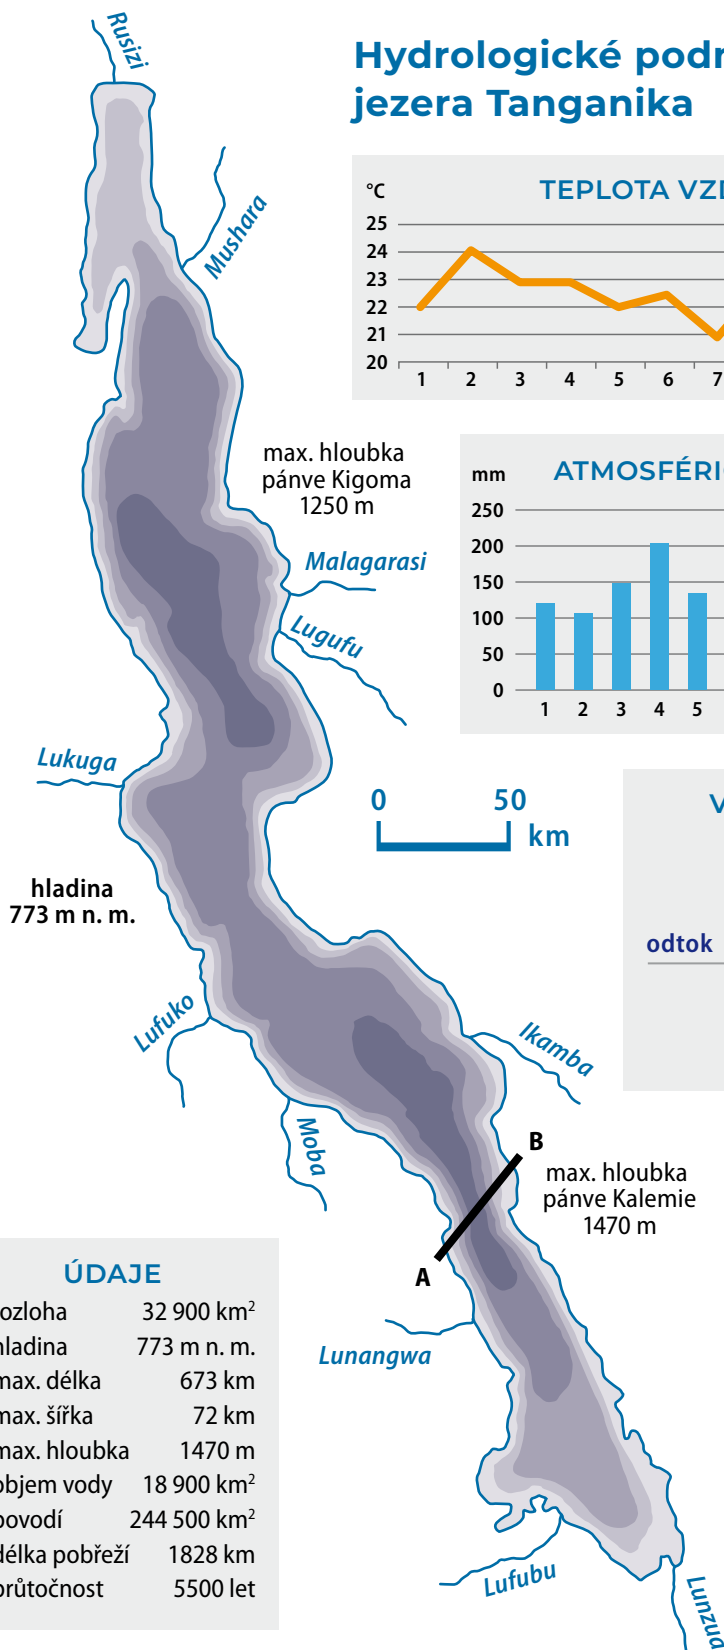 Rusizi
Hydrologické
jezera Tanganika
°C
TEPLOTA
25
24
23
22
21
20
1 2 3 4 5 6 7
Mushara
max. hloubka
pánve Kigoma
1250 m
mm
250
200
150
100
50
0
1 2 3 4 5
Malagarasi
Lugufu
Lukuga
0 50
km
hladina
773 m n. m.
odtok
Lufuko
Ikamba
Moba
B
max. hloubka
pánve Kalemie
1470 m
A
Lunangwa
ÚDAJE
ozloha 32 900 km²
hladina 773 m n. m.
max. délka 673 km
max. šířka 72 km
max. hloubka 1470 m
objem vody 18 900 km²
povodí 244 500 km²
délka pobřeží 1828 km
průtočnost 5500 let
Lufubu
Lunzua